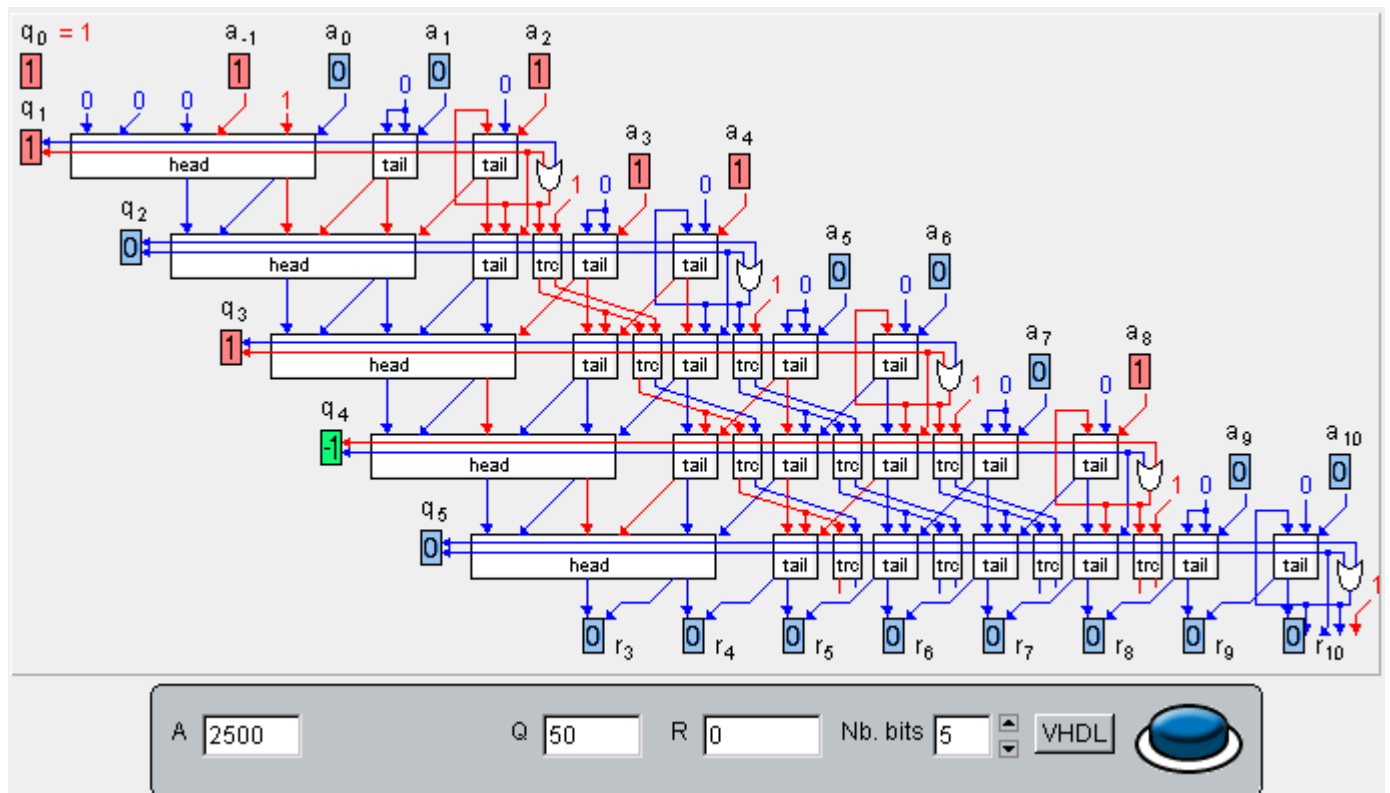 q0 = 1 a-1 a0 a1 a2
1 1 0 0 1
q1 0 0 0 1 0 0
1 head tail tail
a3 a4
1 0 1 0 1
q2
0 head tail trc tail tail
a5 a6
1 0 0 0 0
q3
1 head tail trc tail trc tail tail
a7 a8
1 0 0 0 1
q4
-1 head tail trc tail trc tail trc tail tail
a9 a10
1 0 0 0 0
q5
0 head tail trc tail trc tail trc tail trc tail tail
1
0 r3 0 r4 0 r5 0 r6 0 r7 0 r8 0 r9 0 r10
A 2500 Q 50 R 0 Nb. bits 5 VHDL